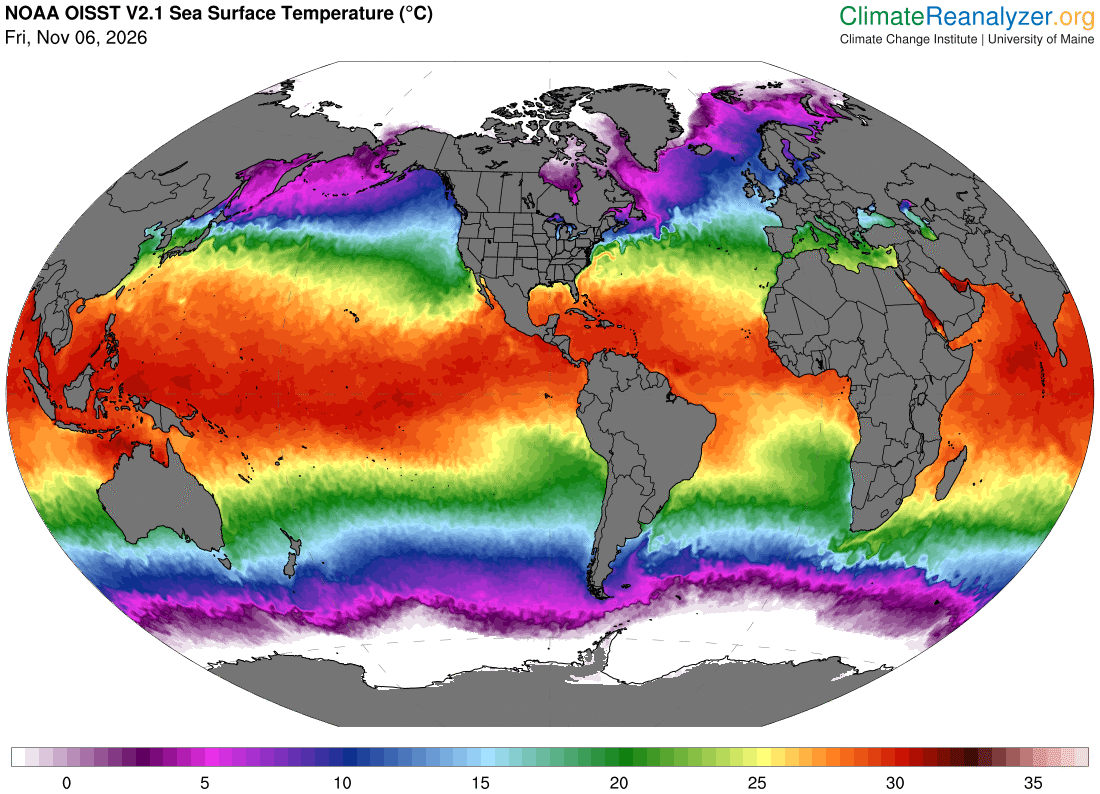 NOAA OISST V2.1 Sea Surface Temperature (°C)
Fri, Nov 06, 2026
ClimateReanalyzer.org
Climate Change Institute | University of Maine
0 5 10 15 20 25 30 35